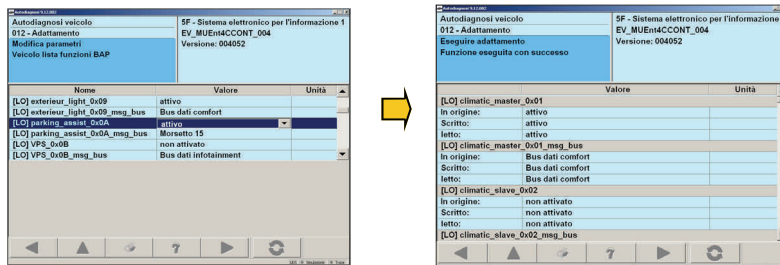 Autodiagnosi veicolo
012 - Adattamento
Modifica parametri
Veicolo lista funzioni BAP
5F - Sistema elettronico per l'informazione 1
EV_MUEnt4CCONT_004
Versione: 004052
Nome Valore Unità
[LO] exterieur_light_0x09 attivo
[LO] exterieur_light_0x09_msg_bus Bus dati comfort
[LO] parking_assist_0x0A attivo
[LO] parking_assist_0x0A_msg_bus Morsetto 15
[LO] VPS_0x0B non attivato
[LO] VPS_0x0B_msg_bus Bus dati infotainment
Autodiagnosi veicolo
012 - Adattamento
Eseguire adattamento
Funzione eseguita con successo
5F - Sistema elettronico per l'informazione
EV_MUEnt4CCONT_004
Versione: 004052
Valore Unità
[LO] climatic_master_0x01
In origine: attivo
Scritto: attivo
letto: attivo
[LO] climatic_master_0x01_msg_bus
In origine: Bus dati comfort
Scritto: Bus dati comfort
letto: Bus dati comfort
[LO] climatic_slave_0x02
In origine: non attivato
Scritto: non attivato
letto: non attivato
[LO] climatic_slave_0x02_msg_bus